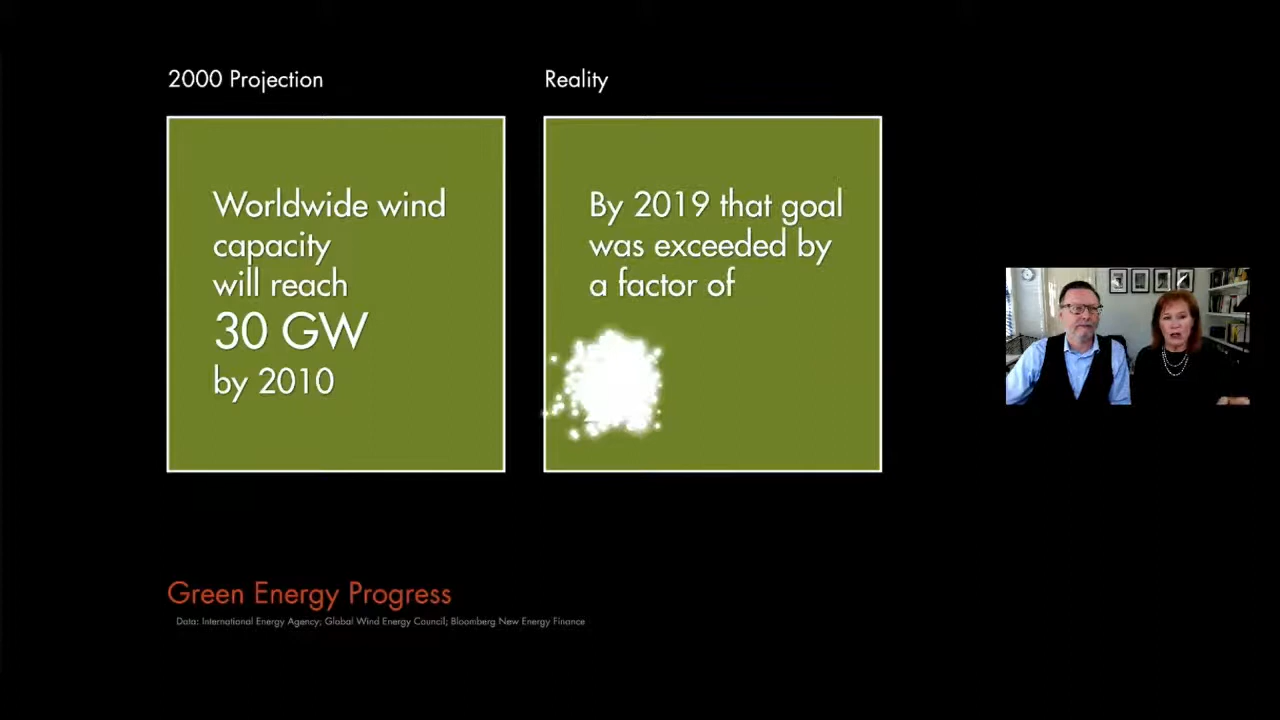 2000 Projection
Worldwide wind
capacity
will reach
30 GW
by 2010
Reality
By 2019 that goal
was exceeded by
a factor of
Green Energy Progress
Data: International Energy Agency; Global Wind Energy Council; Bloomberg New Energy Finance